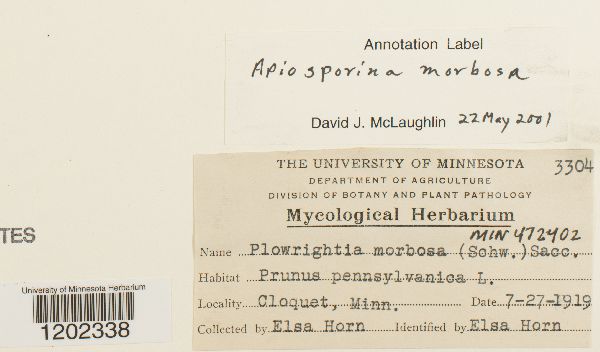 Annotation Label
Apiosporina morbosa
David J. McLaughlin 22 May 2001
THE UNIVERSITY OF MINNESOTA 3304
DEPARTMENT OF AGRICULTURE
DIVISION OF BOTANY AND PLANT PATHOLOGY
Mycological Herbarium
MIN 472402
Name Plowrightia morbosa (Schw.) Sacc.
Habitat Prunus pennsylvanica L.
Locality Cloquet, Minn. Date 7-27-1919
Collected by Elsa Horn Identified by Elsa Horn
TES
University of Minnesota Herbarium
1202338